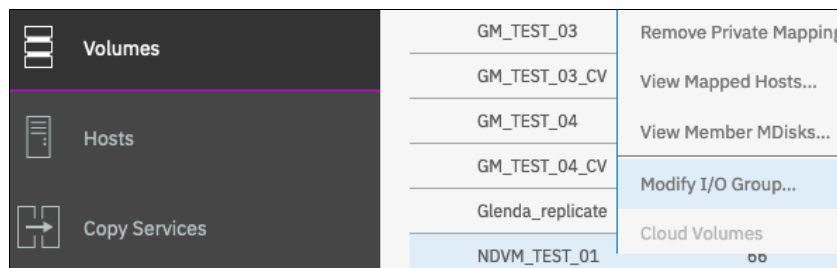 Volumes
Hosts
Copy Services
GM_TEST_03
GM_TEST_03_CV
GM_TEST_04
GM_TEST_04_CV
Glenda_replicate
NDVM_TEST_01
66
Remove Private Mapping
View Mapped Hosts...
View Member MDisks...
Modify I/O Group...
Cloud Volumes